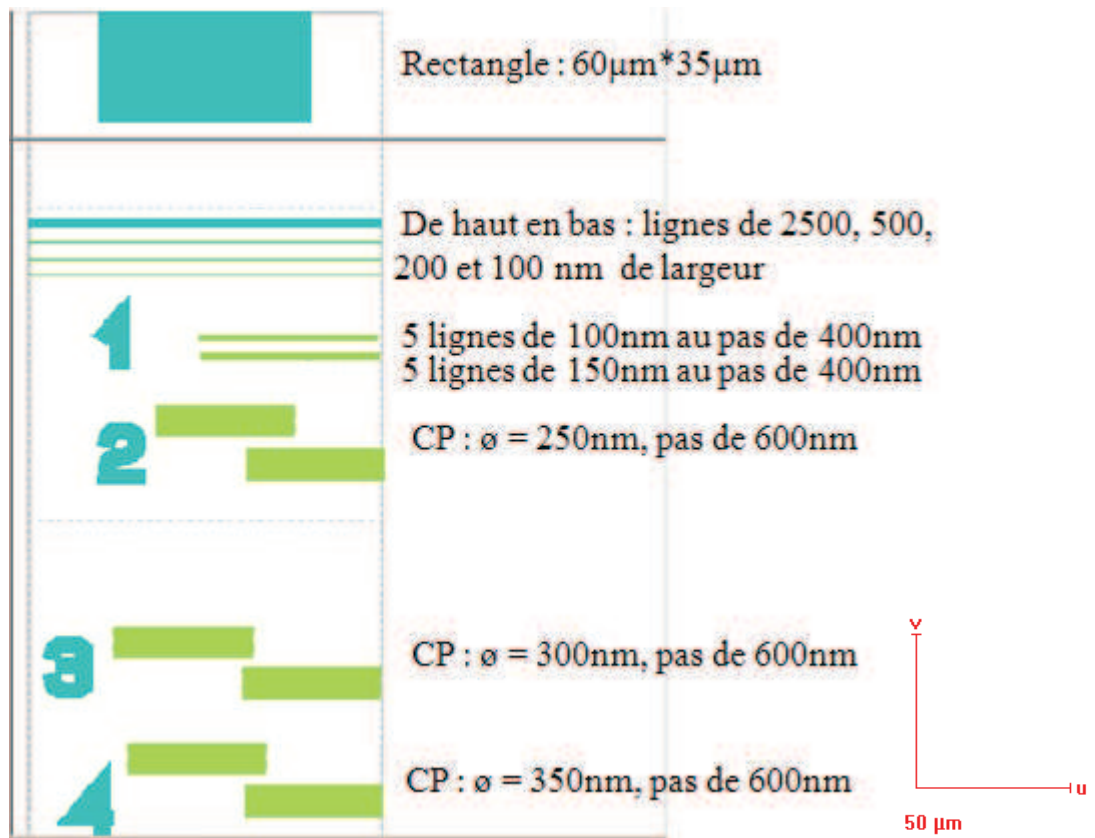 Rectangle : 60µm*35µm
De haut en bas : lignes de 2500, 500,
200 et 100 nm de largeur
1
5 lignes de 100nm au pas de 400nm
5 lignes de 150nm au pas de 400nm
2
CP : ø = 250nm, pas de 600nm
3
CP : ø = 300nm, pas de 600nm
4
CP : ø = 350nm, pas de 600nm
v
u
50 µm